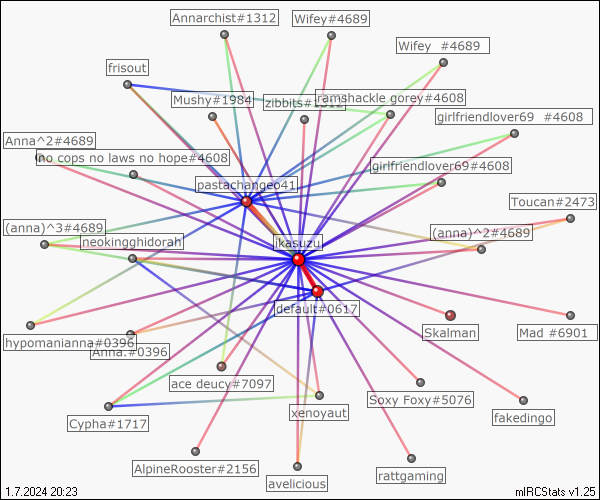 Annarchist#1312
Wifey#4689
Wifey #4689
frisout
Mushy#1984
zibbits#1312
ramshackle gorey#4608
girlfriendlover69 #4608
Anna^2#4689
no cops no laws no hope#4608
girlfriendlover69#4608
pastachangeo41
Toucan#2473
(anna)^3#4689
neokingghidorah
ikasuzu
(anna)^2#4689
default#0617
Skalman
Mad #6901
hypomanianna#0396
Anna.#0396
ace deucy#7097
Soxy Foxy#5076
xenoyaut
fakedingo
Cypha#1717
AlpineRooster#2156
avelicious
rattgaming
1.7.2024 20:23
mIRCStats v1.25